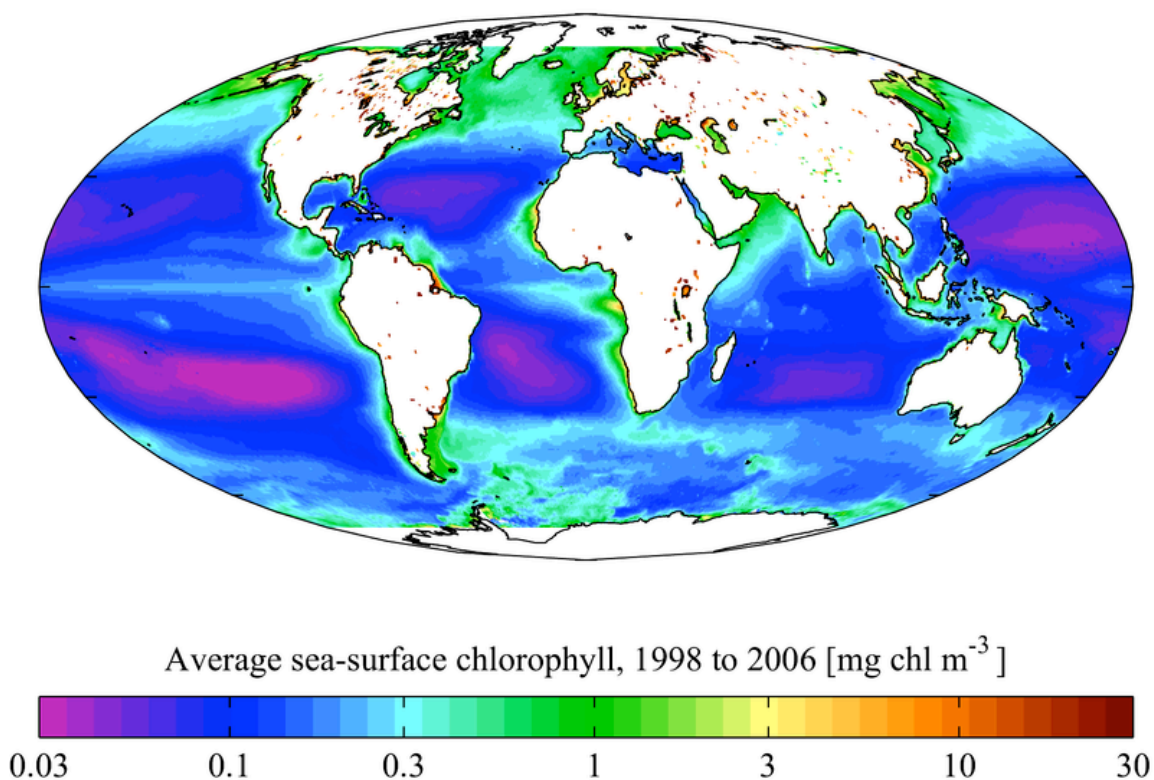 Average sea-surface chlorophyll, 1998 to 2006 [mg chl m⁻³ ]
0.03 0.1 0.3 1 3 10 30